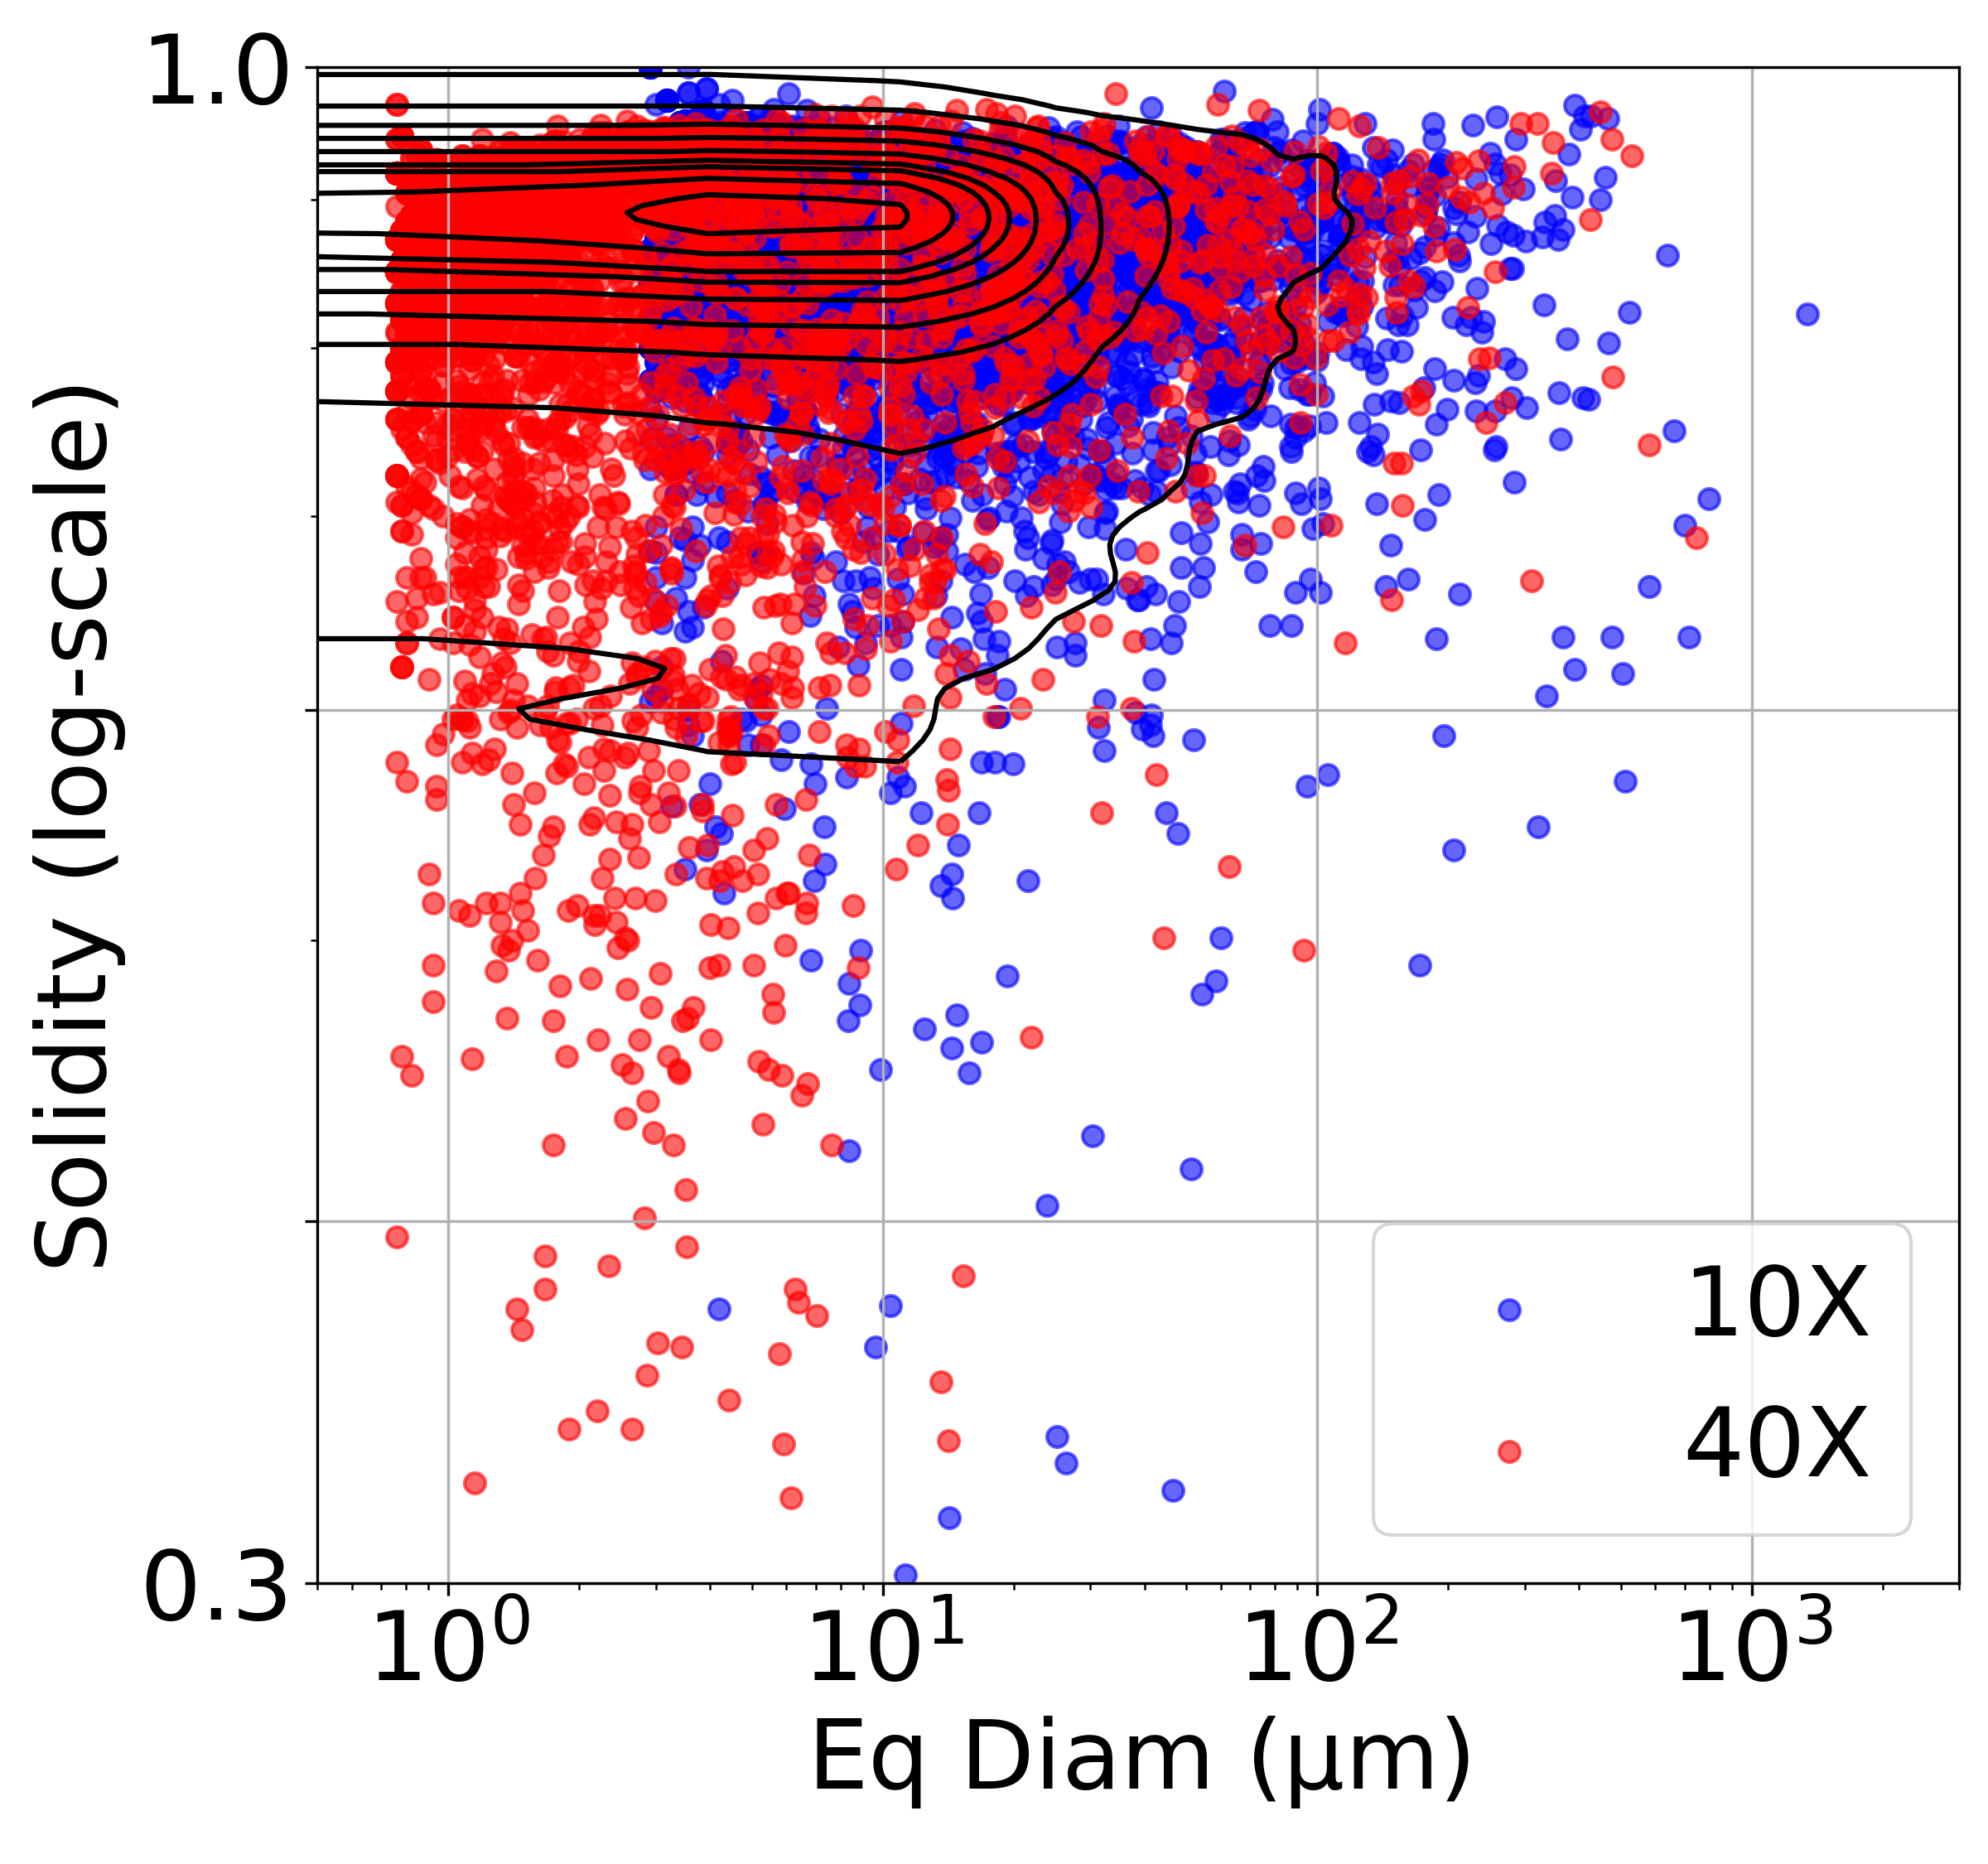 1.0
Solidity (log-scale)
0.3
10X
40X
10⁰ 10¹ 10² 10³
Eq Diam (μm)